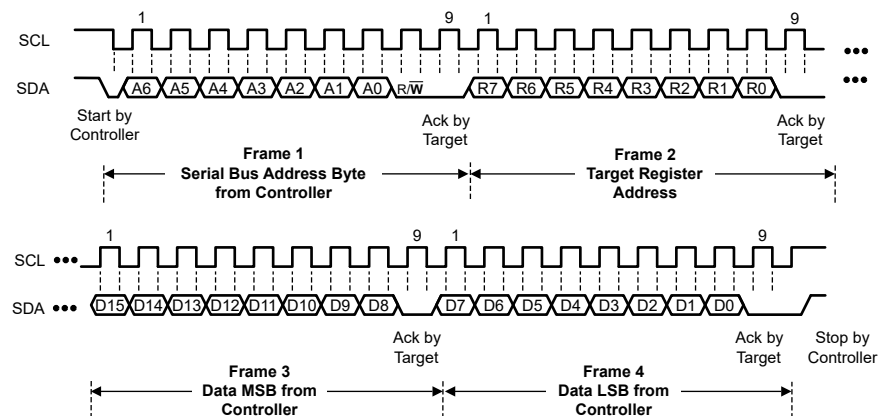 1 9 1 9
SCL •••
SDA A6 A5 A4 A3 A2 A1 A0 R/W̅ R7 R6 R5 R4 R3 R2 R1 R0 •••
Start by
Controller
Ack by
Target
Ack by
Target
Frame 1
Serial Bus Address Byte
from Controller
Frame 2
Target Register
Address
1 9 1 9
SCL •••
SDA ••• D15 D14 D13 D12 D11 D10 D9 D8 D7 D6 D5 D4 D3 D2 D1 D0
Ack by
Target
Ack by
Target
Stop by
Controller
Frame 3
Data MSB from
Controller
Frame 4
Data LSB from
Controller